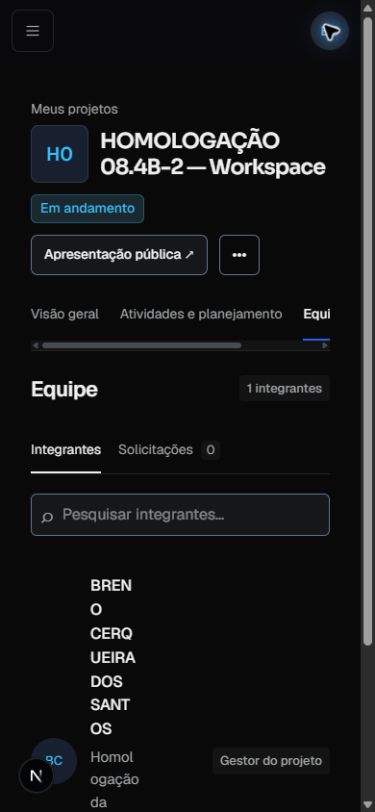 Meus projetos
H0
HOMOLOGAÇÃO
08.4B-2 — Workspace
Em andamento
Apresentação pública ↗
•••
Visão geral Atividades e planejamento Equi
Equipe
1 integrantes
Integrantes Solicitações 0
Pesquisar integrantes...
BREN
O
CERQ
UEIRA
DOS
SANT
OS
BC
Homol
ogação
da
Gestor do projeto
N